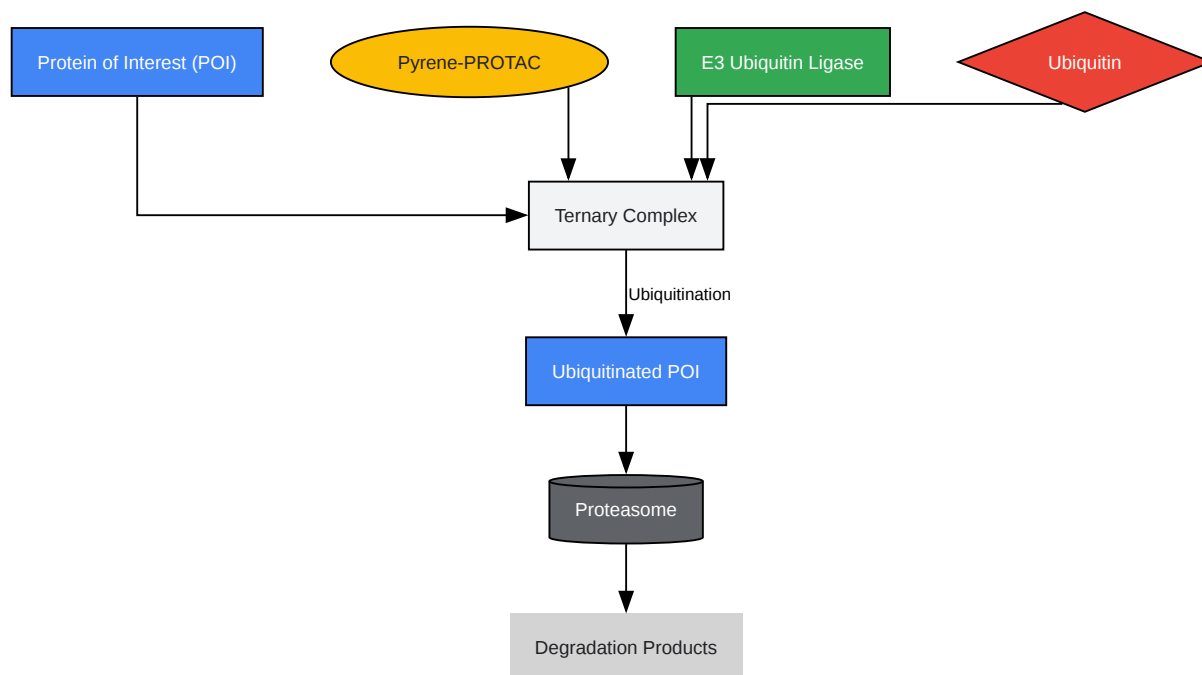 Protein of Interest (POI)
Pyrene-PROTAC
E3 Ubiquitin Ligase
Ubiquitin
Ternary Complex
Ubiquitination
Ubiquitinated POI
Proteasome
Degradation Products